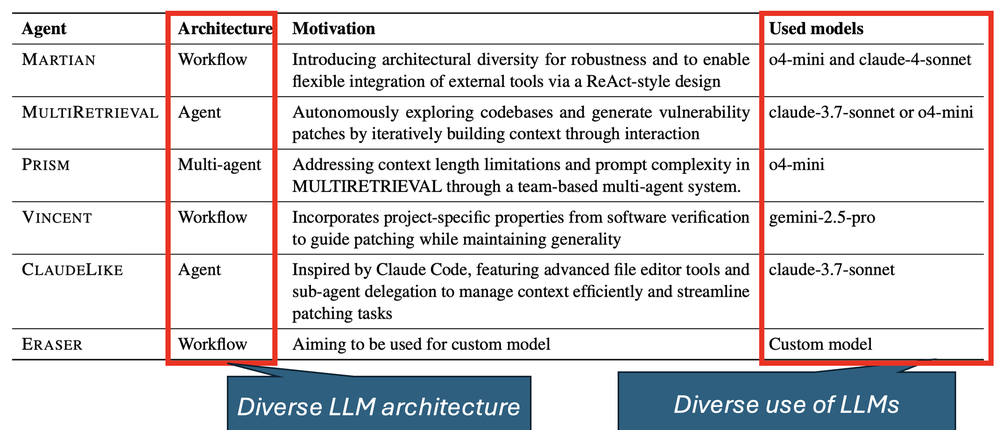 Agent Architecture Motivation Used models
MARTIAN Workflow Introducing architectural diversity for robustness and to enable o4-mini and claude-4-sonnet
flexible integration of external tools via a ReAct-style design
MULTIRETRIEVAL Agent Autonomously exploring codebases and generate vulnerability claude-3.7-sonnet or o4-mini
patches by iteratively building context through interaction
PRISM Multi-agent Addressing context length limitations and prompt complexity in o4-mini
MULTIRETRIEVAL through a team-based multi-agent system.
VINCENT Workflow Incorporates project-specific properties from software verification gemini-2.5-pro
to guide patching while maintaining generality
CLAUDELIKE Agent Inspired by Claude Code, featuring advanced file editor tools and claude-3.7-sonnet
sub-agent delegation to manage context efficiently and streamline
patching tasks
ERASER Workflow Aiming to be used for custom model Custom model
Diverse LLM architecture Diverse use of LLMs